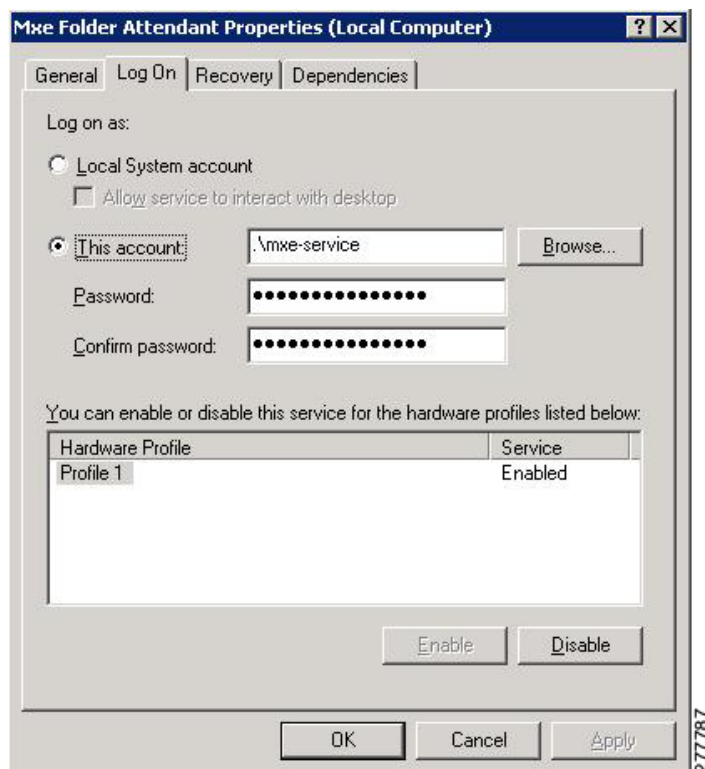 Mxe Folder Attendant Properties (Local Computer)
General Log On Recovery Dependencies
Log on as:
Local System account
Allow service to interact with desktop
This account: .\mxe-service Browse...
Password: •••••••••••••••
Confirm password: •••••••••••••••
You can enable or disable this service for the hardware profiles listed below:
Hardware Profile Service
Profile 1 Enabled
Enable Disable
OK Cancel Apply
277787